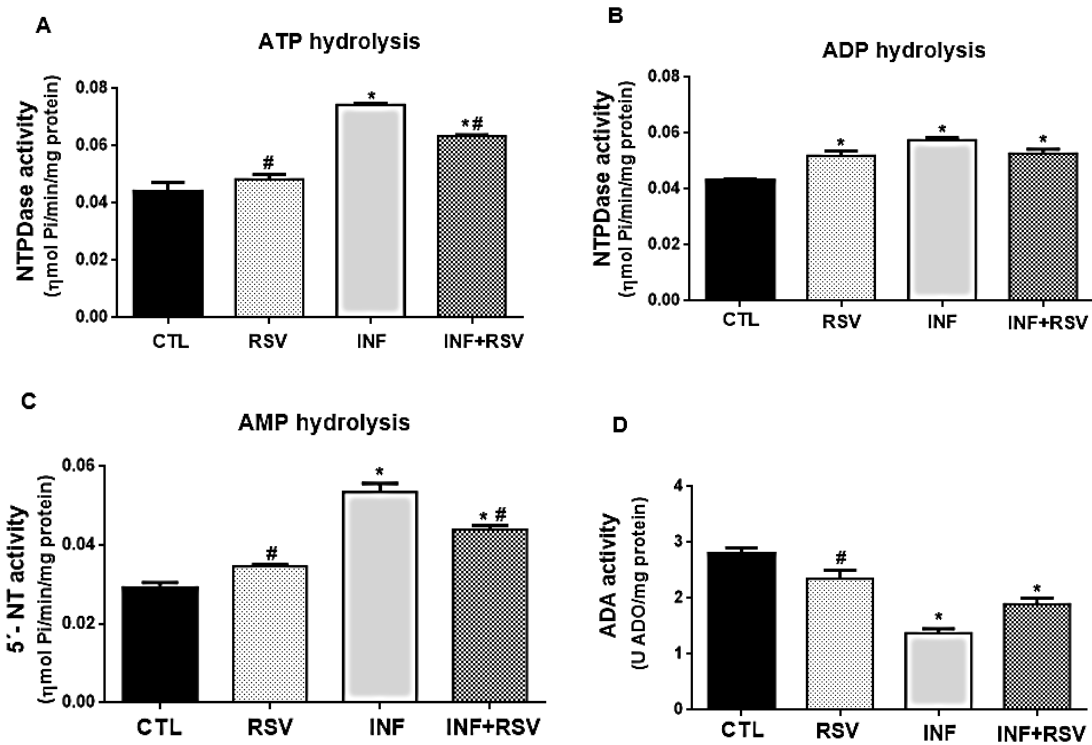 A
ATP hydrolysis
NTPDase activity
(ηmol Pi/min/mg protein)
0.08
0.06
0.04
0.02
0.00
#
*
*#
CTL RSV INF INF+RSV
B
ADP hydrolysis
NTPDase activity
(ηmol Pi/min/mg protein)
0.08
0.06
0.04
0.02
0.00
*
*
*
CTL RSV INF INF+RSV
C
AMP hydrolysis
5´- NT activity
(ηmol Pi/min/mg protein)
0.06
0.04
0.02
0.00
#
*
* #
CTL RSV INF INF+RSV
D
ADA activity
(U ADO/mg protein)
4
3
2
1
0
#
*
*
CTL RSV INF INF+RSV